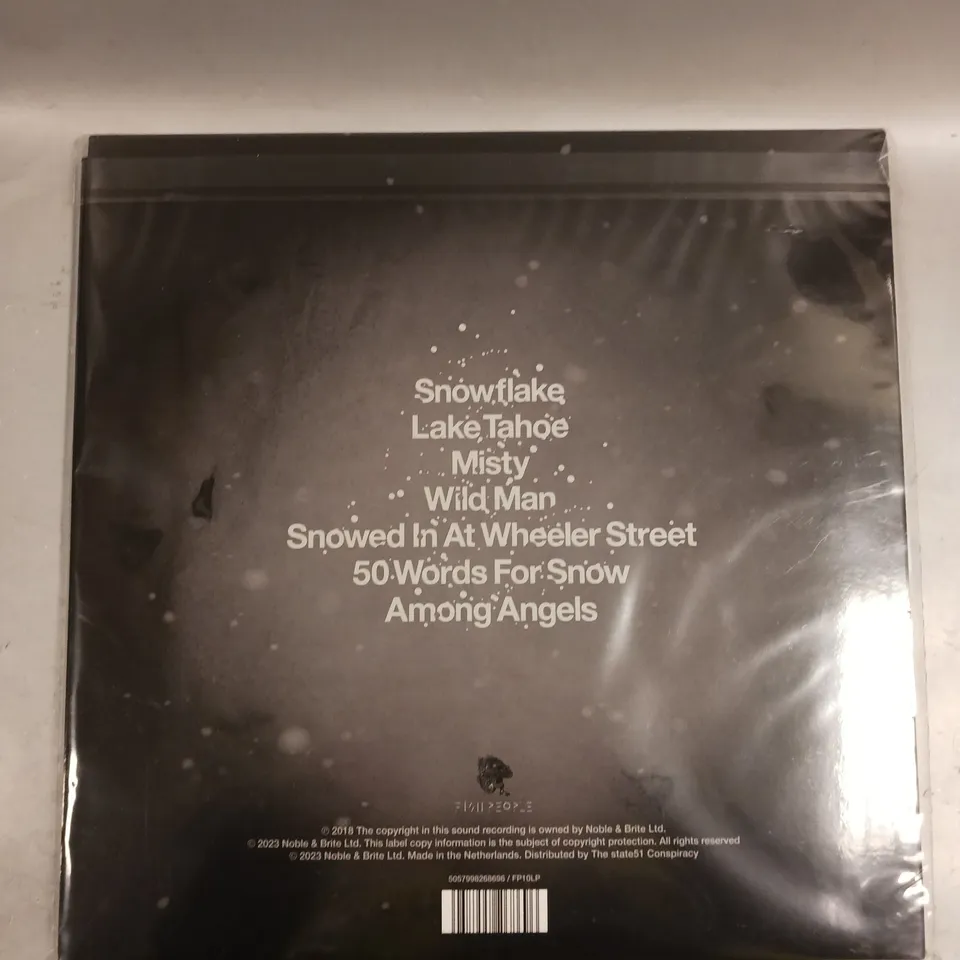 Snowflake
Lake Tahoe
Misty
Wild Man
Snowed In At Wheeler Street
50 Words For Snow
Among Angels
FISH PEOPLE
℗ 2018 The copyright in this sound recording is owned by Noble & Brite Ltd.
© 2023 Noble & Brite Ltd. This label copy information is the subject of copyright protection. All rights reserved
© 2023 Noble & Brite Ltd. Made in the Netherlands. Distributed by The state51 Conspiracy
5057998268696 / FP10LP